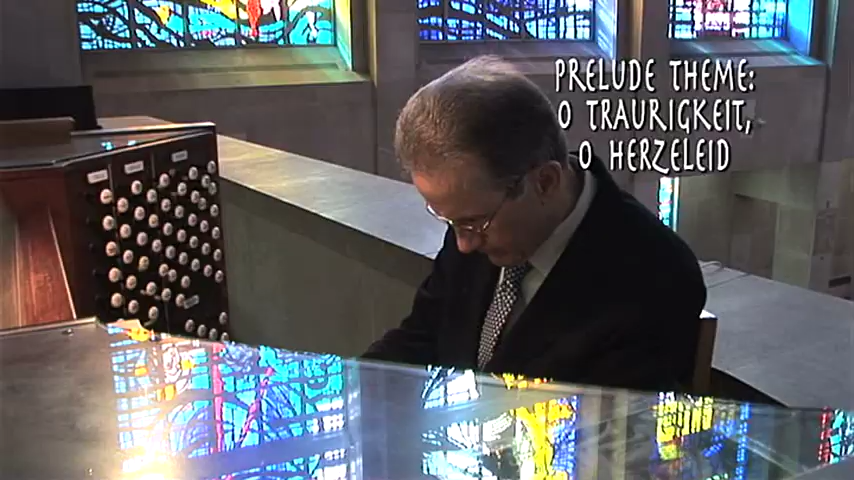 PRELUDE THEME:
O TRAURIGKEIT,
O HERZELEID